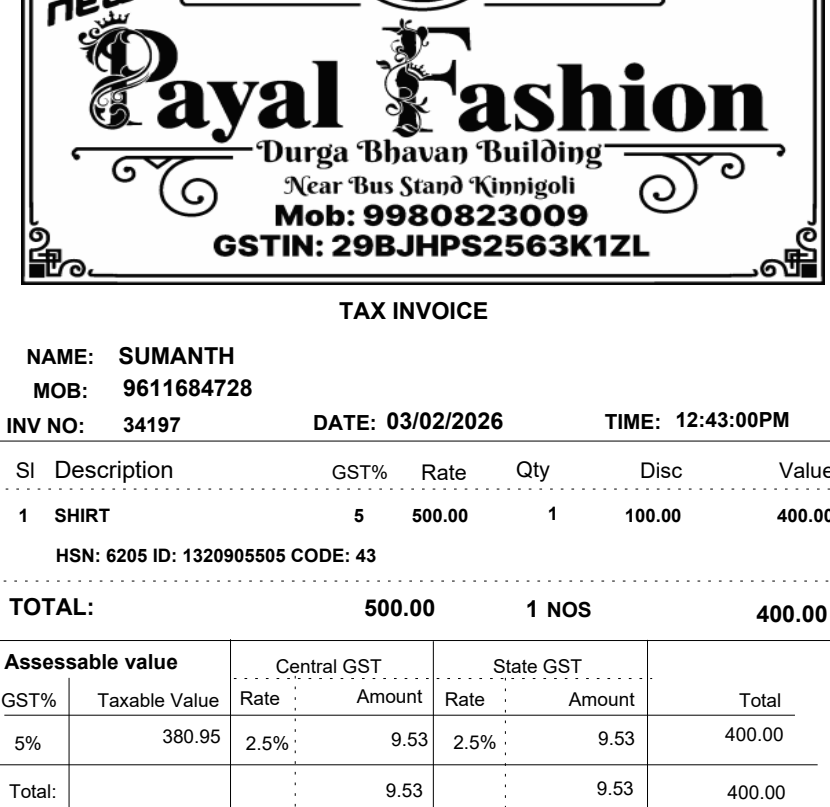 new
Payal Fashion
Durga Bhavan Building
Near Bus Stand Kinnigoli
Mob: 9980823009
GSTIN: 29BJHPS2563K1ZL
TAX INVOICE
NAME: SUMANTH
MOB: 9611684728
INV NO: 34197 DATE: 03/02/2026 TIME: 12:43:00PM
Sl Description GST% Rate Qty Disc Value
1 SHIRT 5 500.00 1 100.00 400.00
HSN: 6205 ID: 1320905505 CODE: 43
TOTAL: 500.00 1 NOS 400.00
Assessable value Central GST State GST
GST% Taxable Value Rate Amount Rate Amount Total
5% 380.95 2.5% 9.53 2.5% 9.53 400.00
Total: 9.53 9.53 400.00